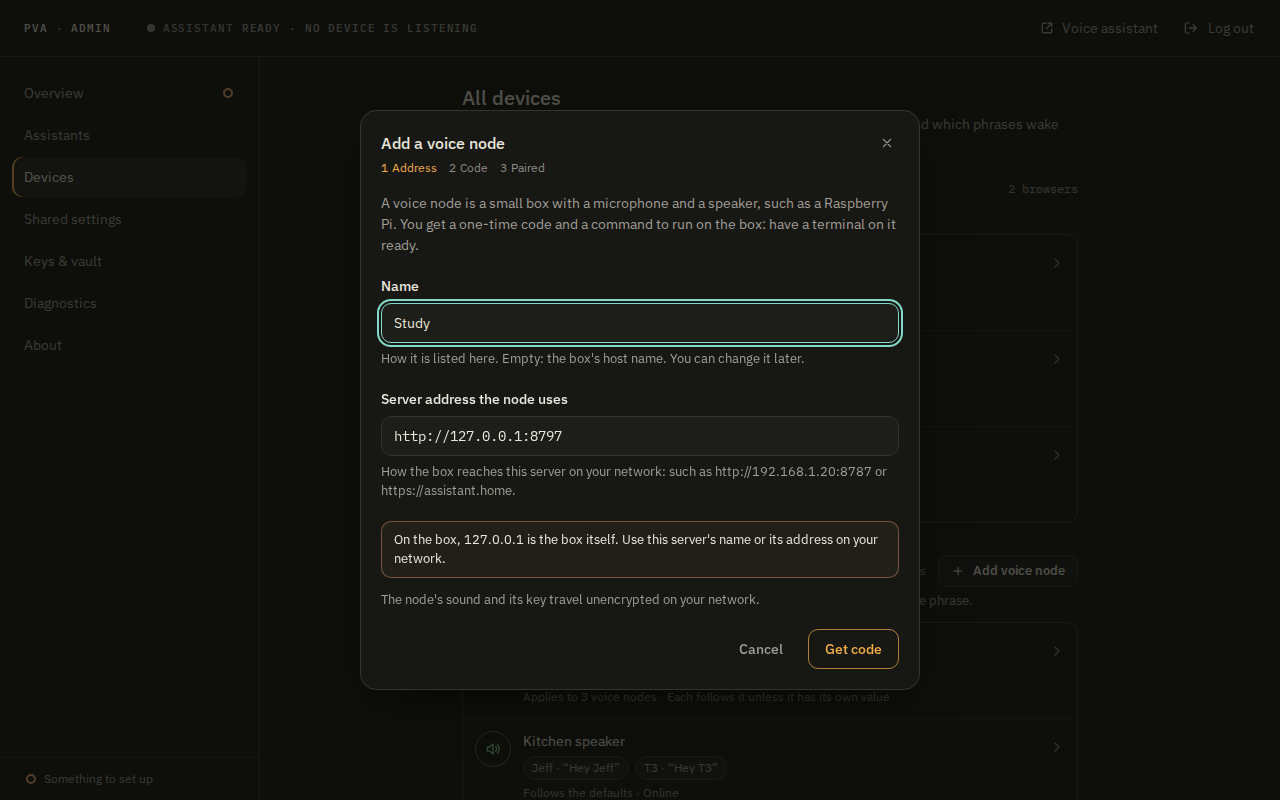 PVA · ADMIN
ASSISTANT READY · NO DEVICE IS LISTENING
Voice assistant
Log out
Overview
Assistants
Devices
Shared settings
Keys & vault
Diagnostics
About
Something to set up
All devices
d which phrases wake
2 browsers
Add a voice node
1 Address 2 Code 3 Paired
A voice node is a small box with a microphone and a speaker, such as a Raspberry
Pi. You get a one-time code and a command to run on the box: have a terminal on it
ready.
Name
Study
How it is listed here. Empty: the box's host name. You can change it later.
Server address the node uses
http://127.0.0.1:8797
How the box reaches this server on your network: such as http://192.168.1.20:8787 or
https://assistant.home.
On the box, 127.0.0.1 is the box itself. Use this server's name or its address on your
network.
The node's sound and its key travel unencrypted on your network.
Cancel
Get code
s
Add voice node
e phrase.
Applies to 3 voice nodes · Each follows it unless it has its own value
Kitchen speaker
Jeff · “Hey Jeff” T3 · “Hey T3”
Follows the defaults · Online